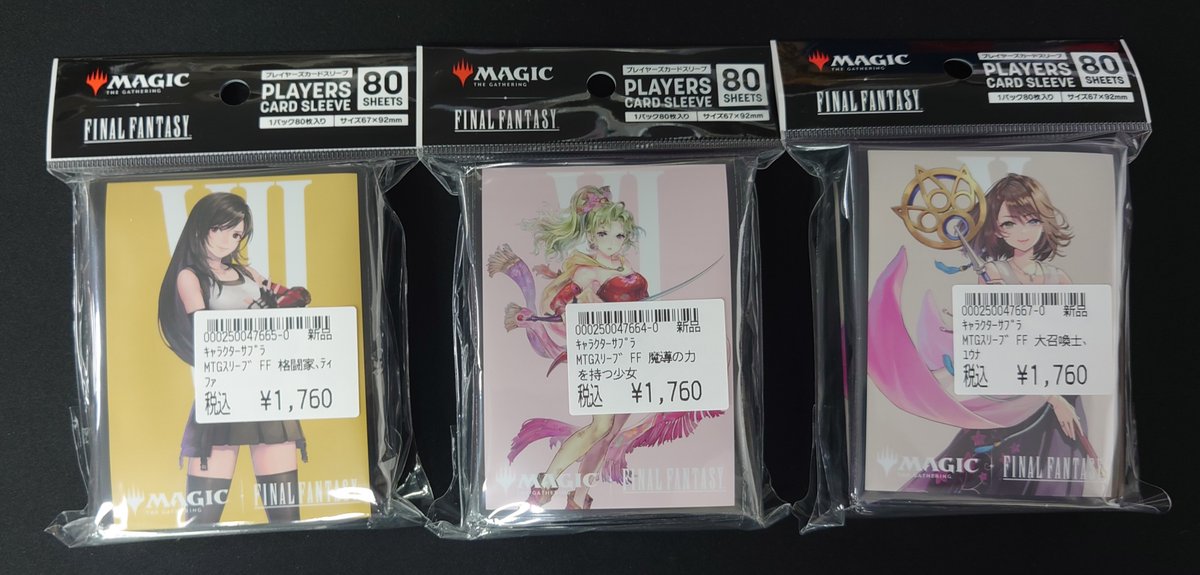 MAGIC
THE GATHERING
FINAL FANTASY
プレイヤーズカードスリーブ
PLAYERS
CARD SLEEVE
80
SHEETS
1パック80枚入り
サイズ67×92mm
VII
000250047665-0 新品
キャラクターサプラ
MTGスリーブ FF 格闘家、ティ
ファ
税込 ¥1,760
MAGIC
THE GATHERING
FINAL FANTASY
MAGIC
THE GATHERING
FINAL FANTASY
プレイヤーズカードスリーブ
PLAYERS
CARD SLEEVE
80
SHEETS
1パック80枚入り
サイズ67×92mm
VI
000250047664-0 新品
キャラクターサプラ
MTGスリーブ FF 魔導の力
を持つ少女
税込 ¥1,760
MAGIC
THE GATHERING
FINAL FANTASY
MAGIC
THE GATHERING
FINAL FANTASY
プレイヤーズカードスリーブ
PLAYERS
CARD SLEEVE
80
SHEETS
1パック80枚入り
サイズ67×92mm
X
000250047667-0 新品
キャラクターサプラ
MTGスリーブ FF 大召喚士、
ユウナ
税込 ¥1,760
MAGIC
THE GATHERING
FINAL FANTASY